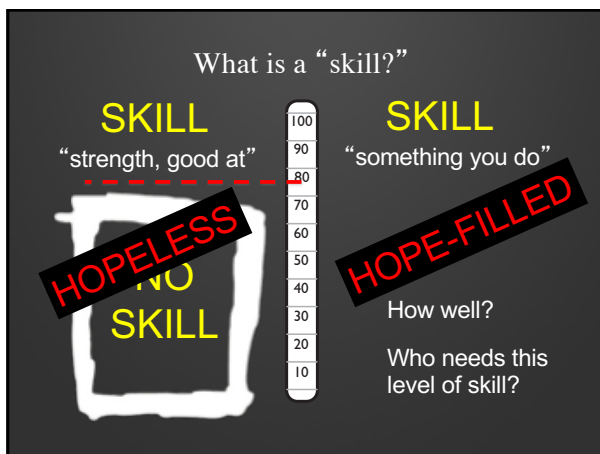 What is a “skill?”
SKILL
“strength, good at”
HOPELESS
NO
SKILL
100
90
80
70
60
50
40
30
20
10
SKILL
“something you do”
HOPE-FILLED
How well?
Who needs this
level of skill?